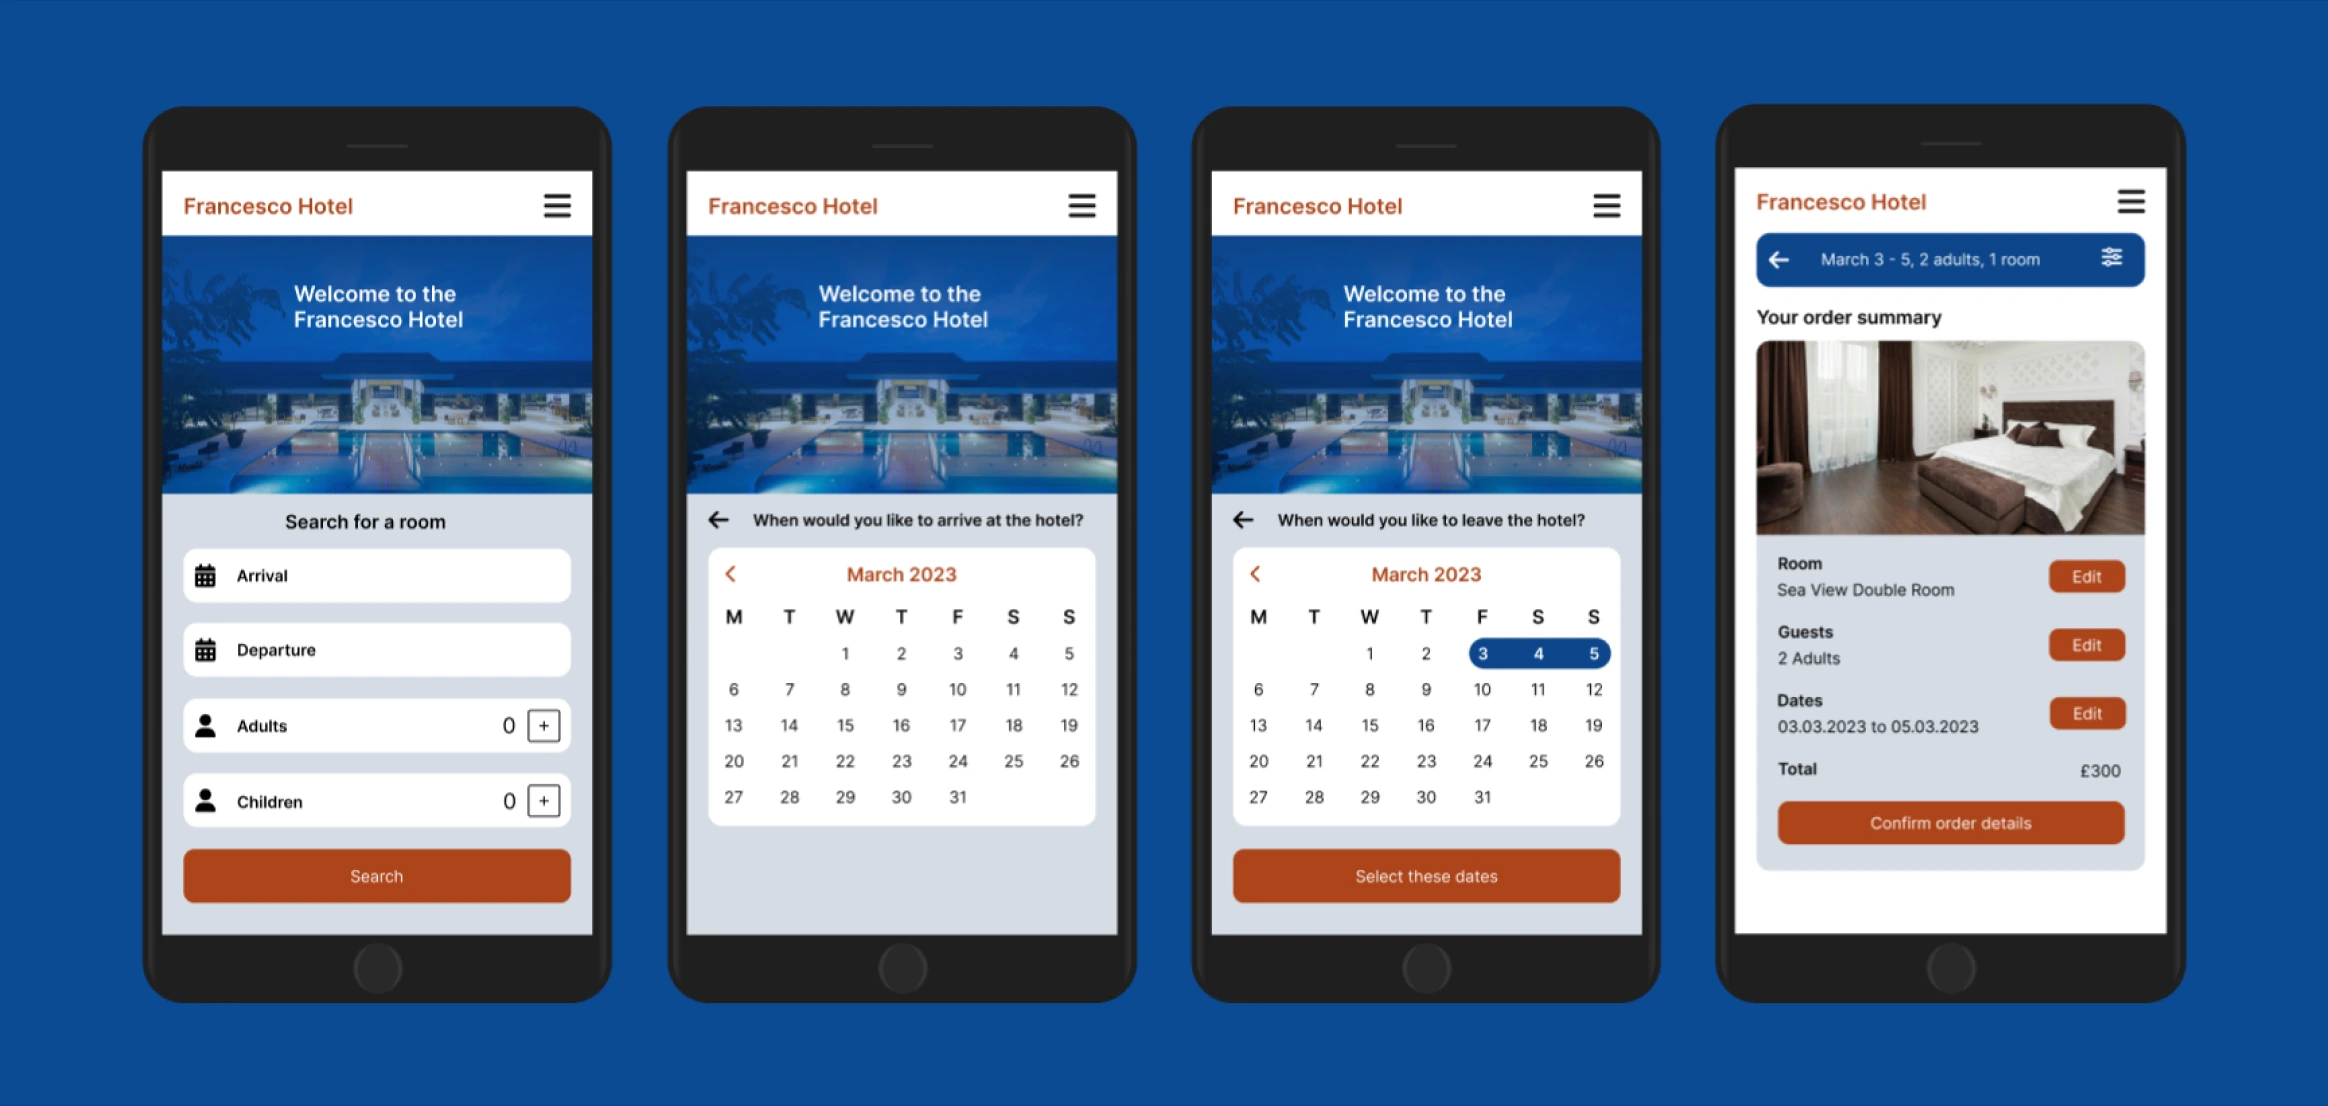 Francesco Hotel
Welcome to the
Francesco Hotel
Search for a room
Arrival
Departure
Adults 0 +
Children 0 +
Search
Francesco Hotel
Welcome to the
Francesco Hotel
When would you like to arrive at the hotel?
March 2023
M T W T F S S
1 2 3 4 5
6 7 8 9 10 11 12
13 14 15 16 17 18 19
20 21 22 23 24 25 26
27 28 29 30 31
Francesco Hotel
Welcome to the
Francesco Hotel
When would you like to leave the hotel?
March 2023
M T W T F S S
1 2 3 4 5
6 7 8 9 10 11 12
13 14 15 16 17 18 19
20 21 22 23 24 25 26
27 28 29 30 31
Select these dates
Francesco Hotel
March 3 - 5, 2 adults, 1 room
Your order summary
Room
Sea View Double Room
Edit
Guests
2 Adults
Edit
Dates
03.03.2023 to 05.03.2023
Edit
Total £300
Confirm order details